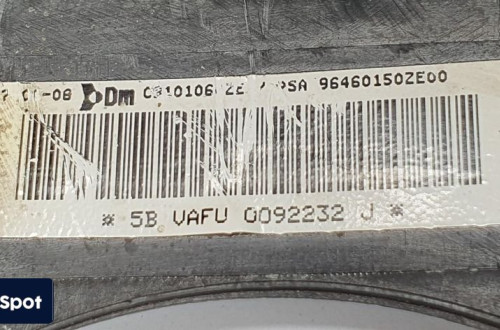 Dm PSA 96460150ZE00
* 5B VAFU 0092232 J *
Spot